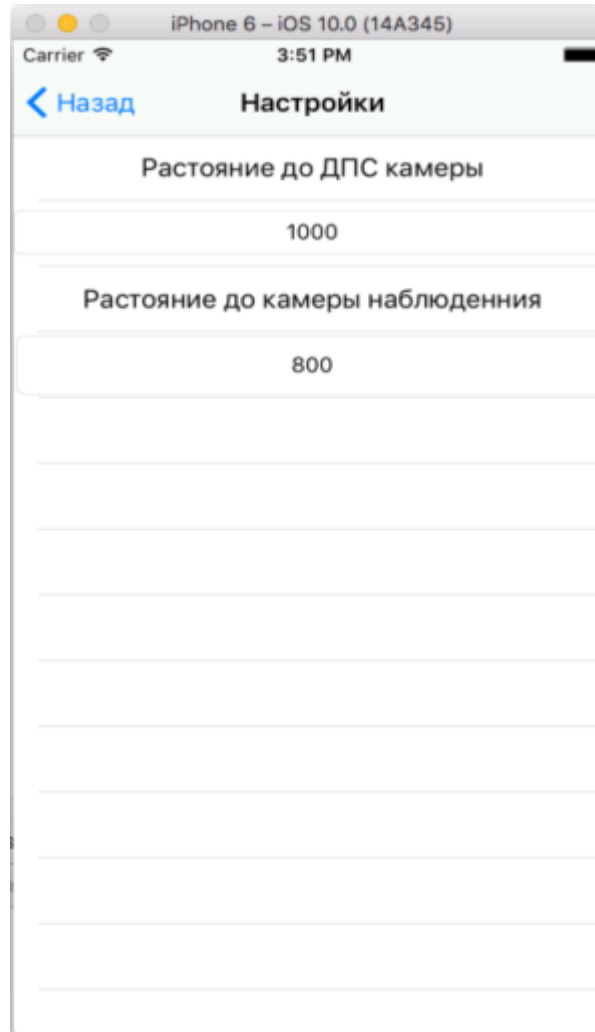 iPhone 6 – iOS 10.0 (14A345)
Carrier 3:51 PM
Назад Настройки
Растояние до ДПС камеры
1000
Растояние до камеры наблюденния
800